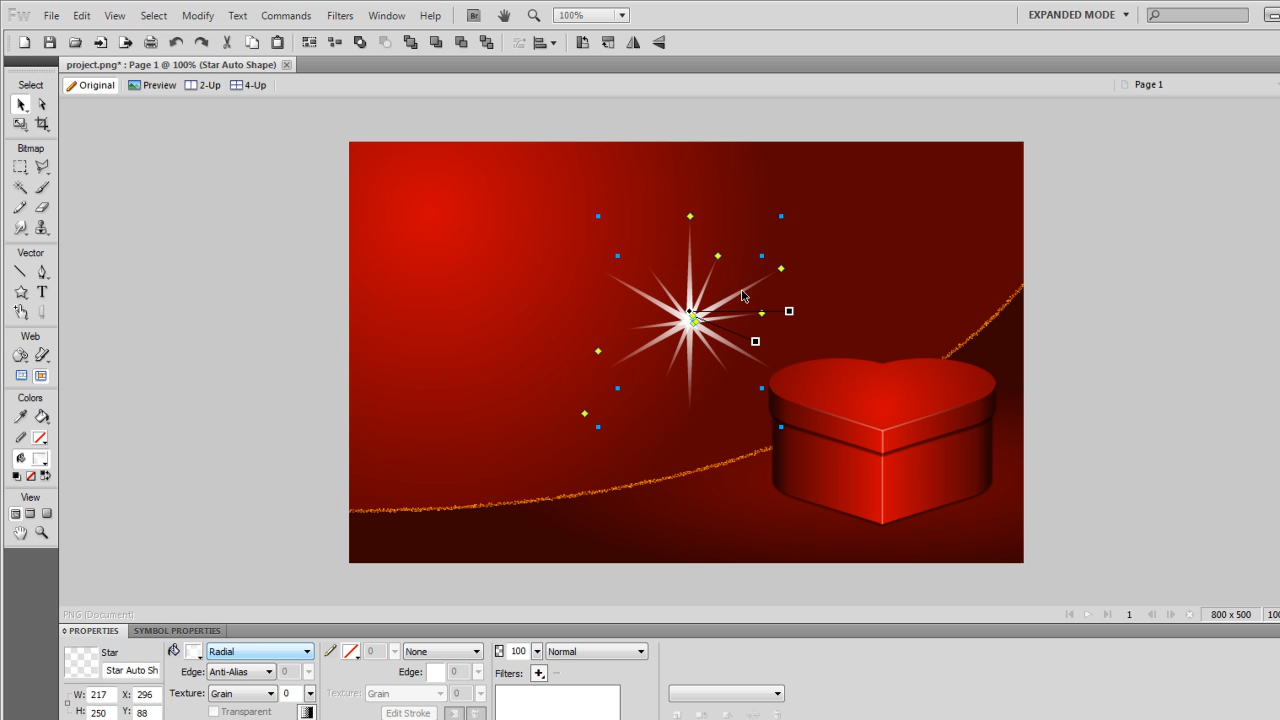 Fw File Edit View Select Modify Text Commands Filters Window Help Br 100% EXPANDED MODE
project.png* : Page 1 @ 100% (Star Auto Shape)
Original Preview 2-Up 4-Up Page 1
Select
Bitmap
Vector
Web
Colors
View
PNG (Document) 1 800 x 500 100
PROPERTIES SYMBOL PROPERTIES
Star Radial 0 None 100 Normal
Star Auto Sh Edge: Anti-Alias 0 Edge: 0 Filters:
W: 217 X: 296 Texture: Grain 0 Texture: Grain 0
H: 250 Y: 88 Transparent Edit Stroke